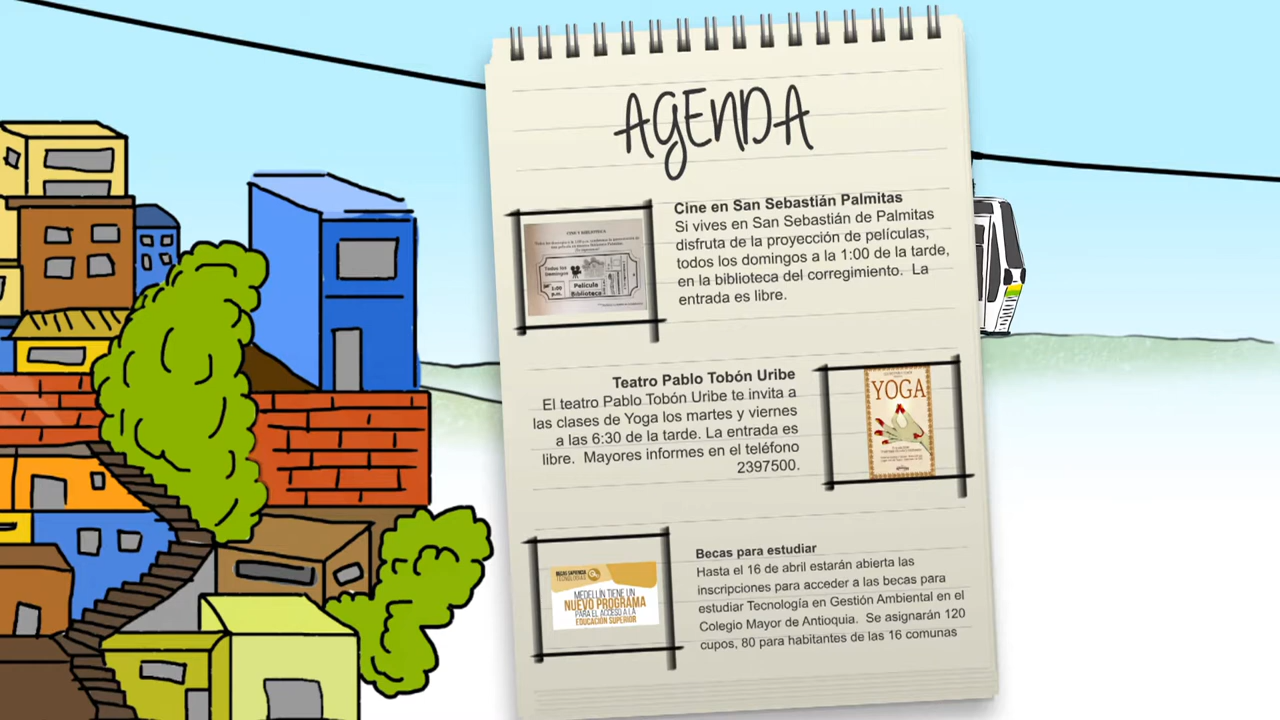 AGENDA
Cine en San Sebastián Palmitas
Si vives en San Sebastián de Palmitas
disfruta de la proyección de películas,
todos los domingos a la 1:00 de la tarde,
en la biblioteca del corregimiento. La
entrada es libre.
CINE Y BIBLIOTECA
Todos los
Domingos
1:00
p.m.
Película
Biblioteca
Teatro Pablo Tobón Uribe
El teatro Pablo Tobón Uribe te invita a
las clases de Yoga los martes y viernes
a las 6:30 de la tarde. La entrada es
libre. Mayores informes en el teléfono
2397500.
YOGA
Becas para estudiar
Hasta el 16 de abril estarán abierta las
inscripciones para acceder a las becas para
estudiar Tecnología en Gestión Ambiental en el
Colegio Mayor de Antioquia. Se asignarán 120
cupos, 80 para habitantes de las 16 comunas
BECAS SAPIENCIA
TECNOLOGÍAS
MEDELLÍN TIENE UN
NUEVO PROGRAMA
PARA EL ACCESO A LA
EDUCACIÓN SUPERIOR